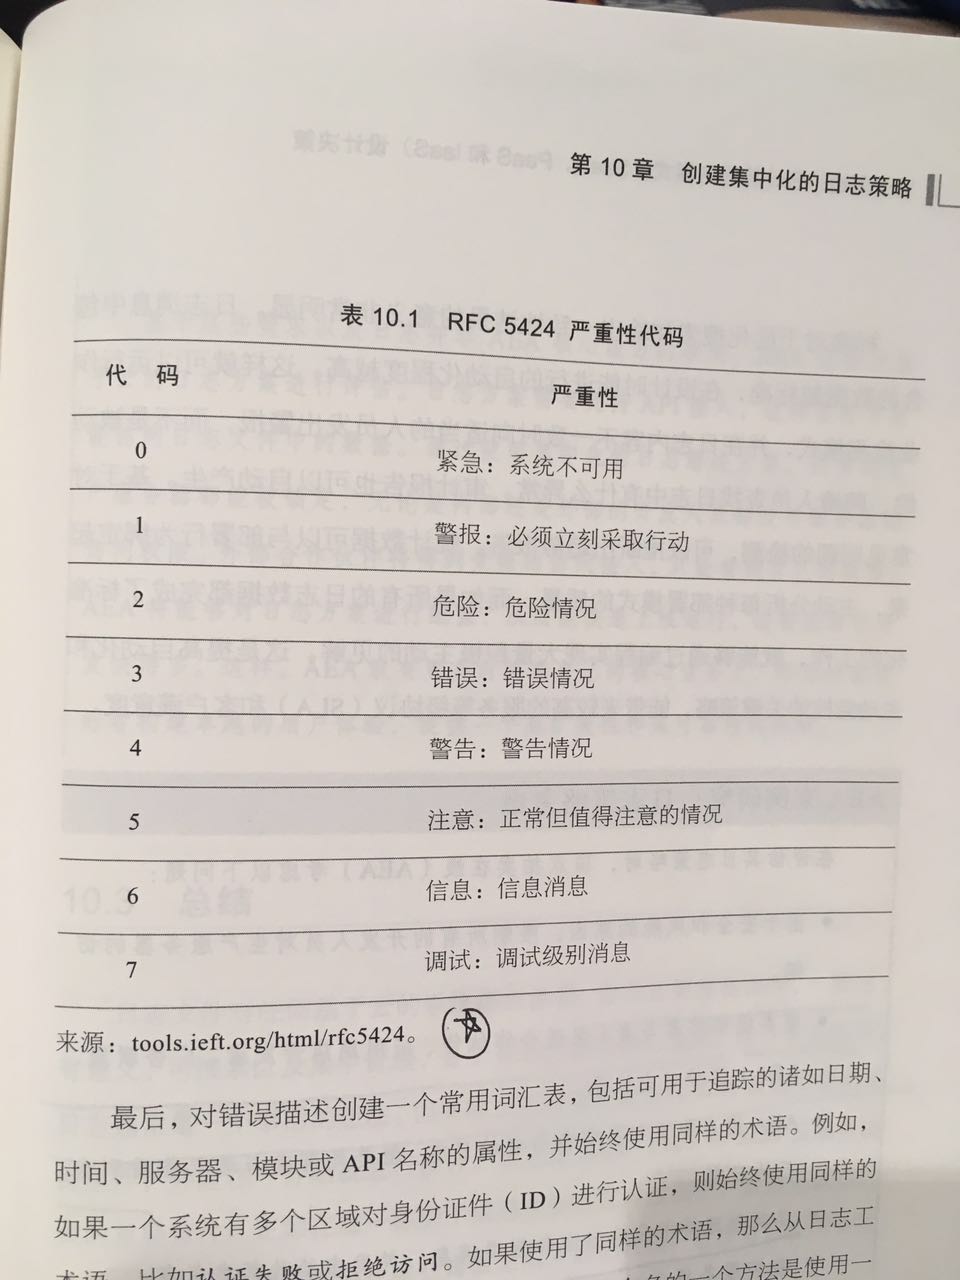 第 10 章 创建集中化的日志策略
表 10.1 RFC 5424 严重性代码
代 码 严重性
0 紧急：系统不可用
1 警报：必须立刻采取行动
2 危险：危险情况
3 错误：错误情况
4 警告：警告情况
5 注意：正常但值得注意的情况
6 信息：信息消息
7 调试：调试级别消息
来源：tools.ieft.org/html/rfc5424。
最后，对错误描述创建一个常用词汇表，包括可用于追踪的诸如日期、
时间、服务器、模块或 API 名称的属性，并始终使用同样的术语。例如，
如果一个系统有多个区域对身份证件（ID）进行认证，则始终使用同样的
术语，比如认证失败或拒绝访问。如果使用了同样的术语，那么从日志工
的一个方法是使用一